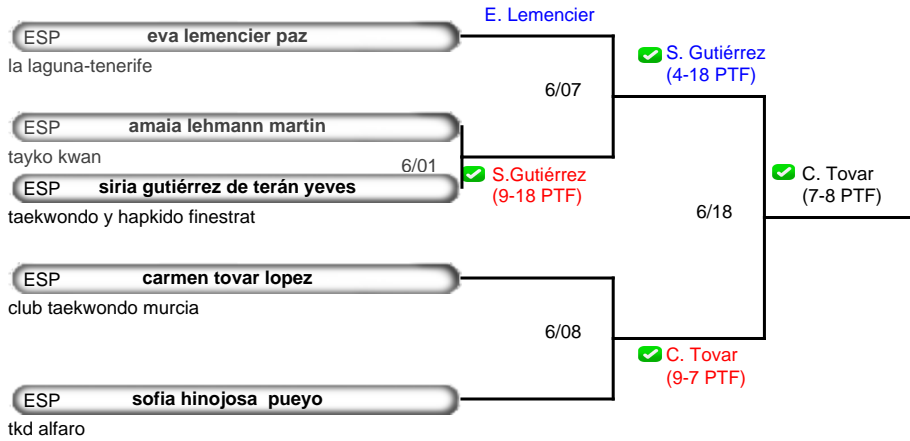 E. Lemencier
ESP eva lemencier paz
la laguna-tenerife
S. Gutiérrez
(4-18 PTF)
6/07
ESP amaia lehmann martin
tayko kwan
6/01
S.Gutiérrez
(9-18 PTF)
ESP siria gutiérrez de terán yeves
taekwondo y hapkido finestrat
C. Tovar
(7-8 PTF)
6/18
ESP carmen tovar lopez
club taekwondo murcia
6/08
C. Tovar
(9-7 PTF)
ESP sofia hinojosa pueyo
tkd alfaro